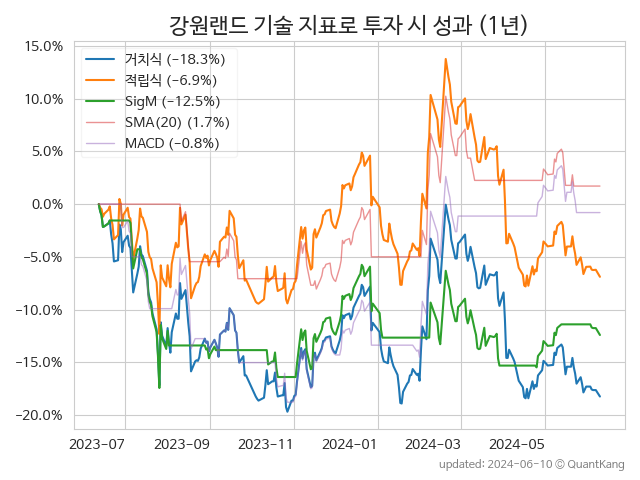 강원랜드 기술 지표로 투자 시 성과 (1년)
15.0%
10.0%
5.0%
0.0%
−5.0%
−10.0%
−15.0%
−20.0%
거치식 (−18.3%)
적립식 (−6.9%)
SigM (−12.5%)
SMA(20) (1.7%)
MACD (−0.8%)
2023-07 2023-09 2023-11 2024-01 2024-03 2024-05
updated: 2024-06-10 © QuantKang